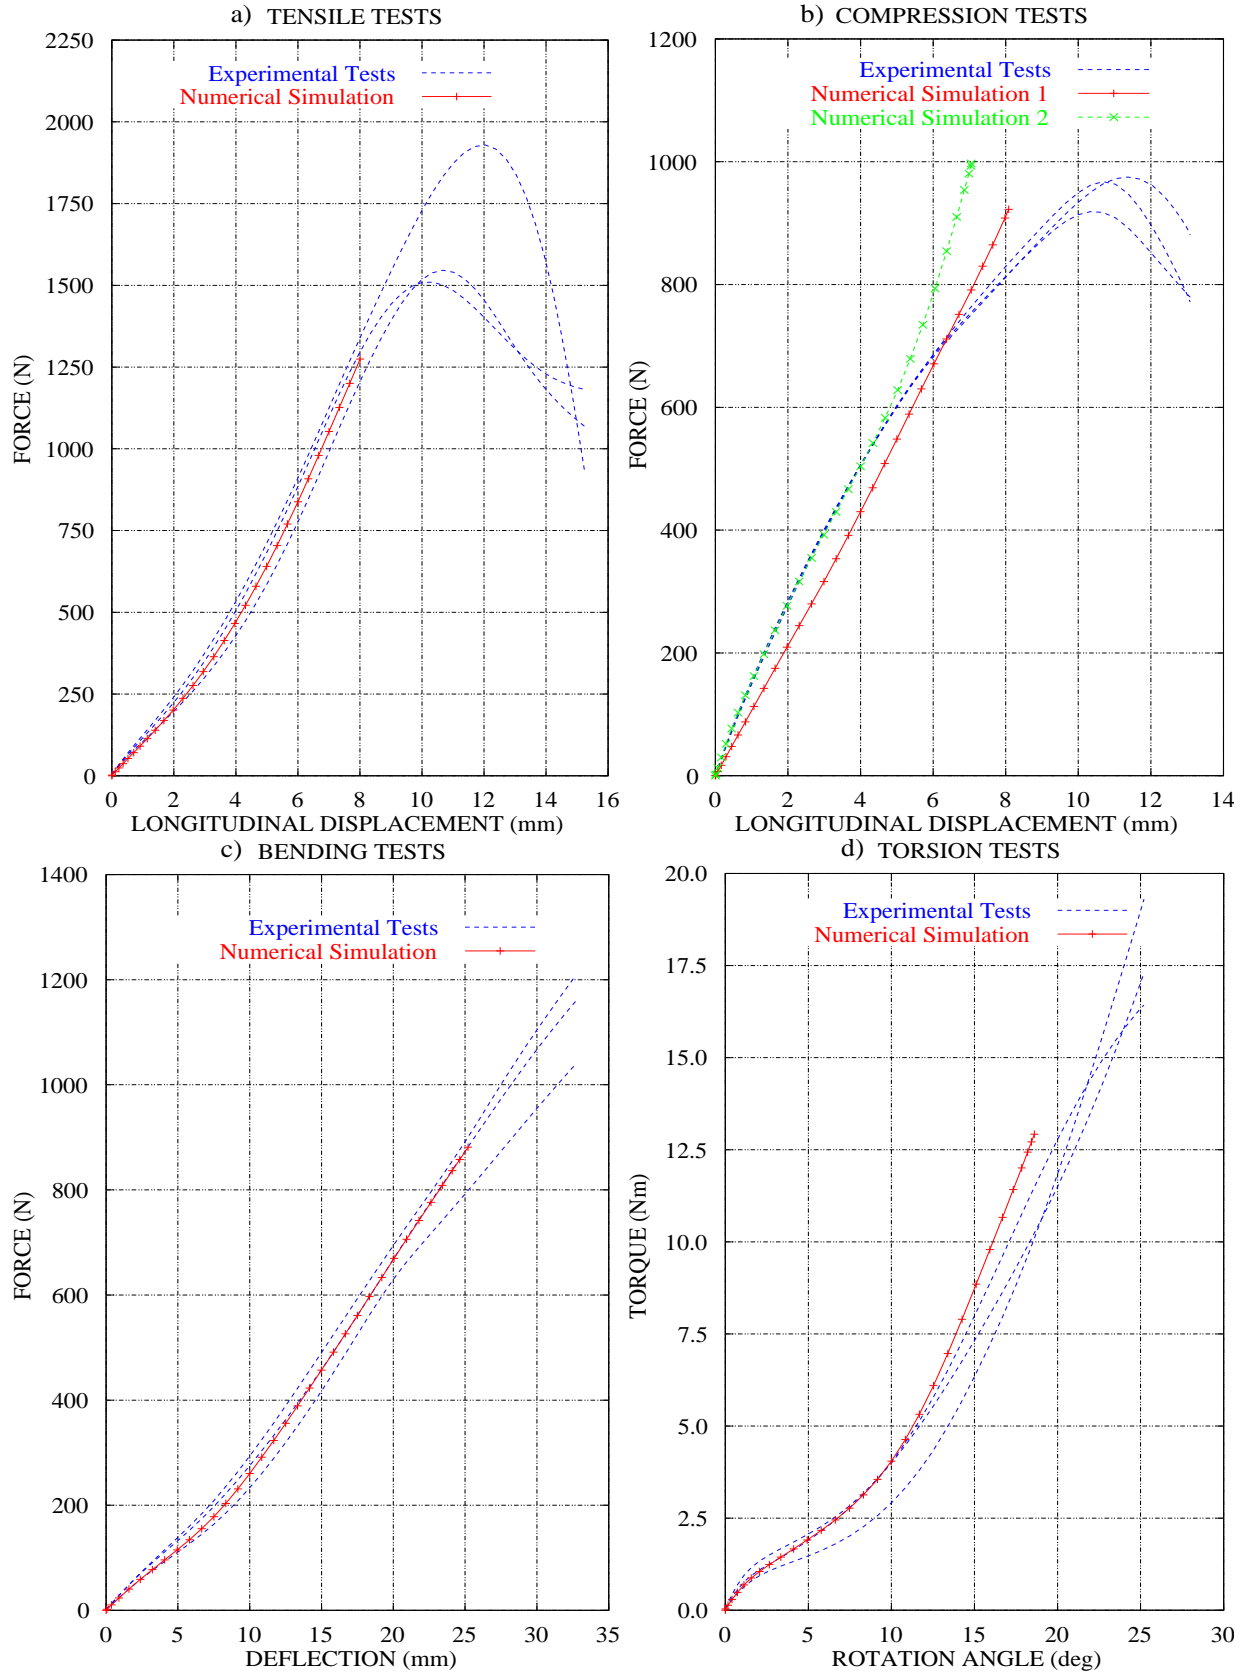 a) TENSILE TESTS
2250
2000
1750
1500
1250
1000
750
500
250
0
FORCE (N)
Experimental Tests
Numerical Simulation
0 2 4 6 8 10 12 14 16
LONGITUDINAL DISPLACEMENT (mm)
b) COMPRESSION TESTS
1200
1000
800
600
400
200
0
FORCE (N)
Experimental Tests
Numerical Simulation 1
Numerical Simulation 2
0 2 4 6 8 10 12 14
LONGITUDINAL DISPLACEMENT (mm)
c) BENDING TESTS
1400
1200
1000
800
600
400
200
0
FORCE (N)
Experimental Tests
Numerical Simulation
0 5 10 15 20 25 30 35
DEFLECTION (mm)
d) TORSION TESTS
20.0
17.5
15.0
12.5
10.0
7.5
5.0
2.5
0.0
TORQUE (Nm)
Experimental Tests
Numerical Simulation
0 5 10 15 20 25 30
ROTATION ANGLE (deg)